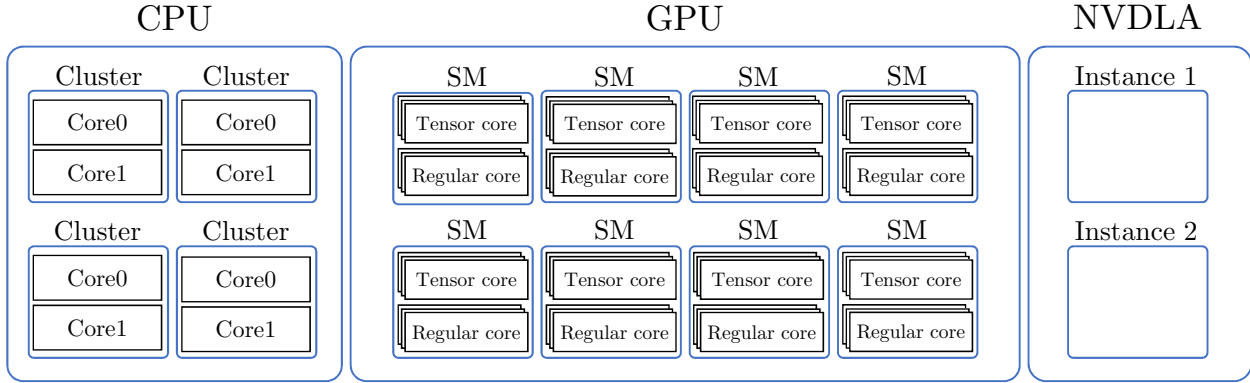 CPU
GPU
NVDLA
Cluster
Cluster
Core0
Core0
Core1
Core1
Cluster
Cluster
Core0
Core0
Core1
Core1
SM
SM
SM
SM
Tensor core
Tensor core
Tensor core
Tensor core
Regular core
Regular core
Regular core
Regular core
SM
SM
SM
SM
Tensor core
Tensor core
Tensor core
Tensor core
Regular core
Regular core
Regular core
Regular core
Instance 1
Instance 2